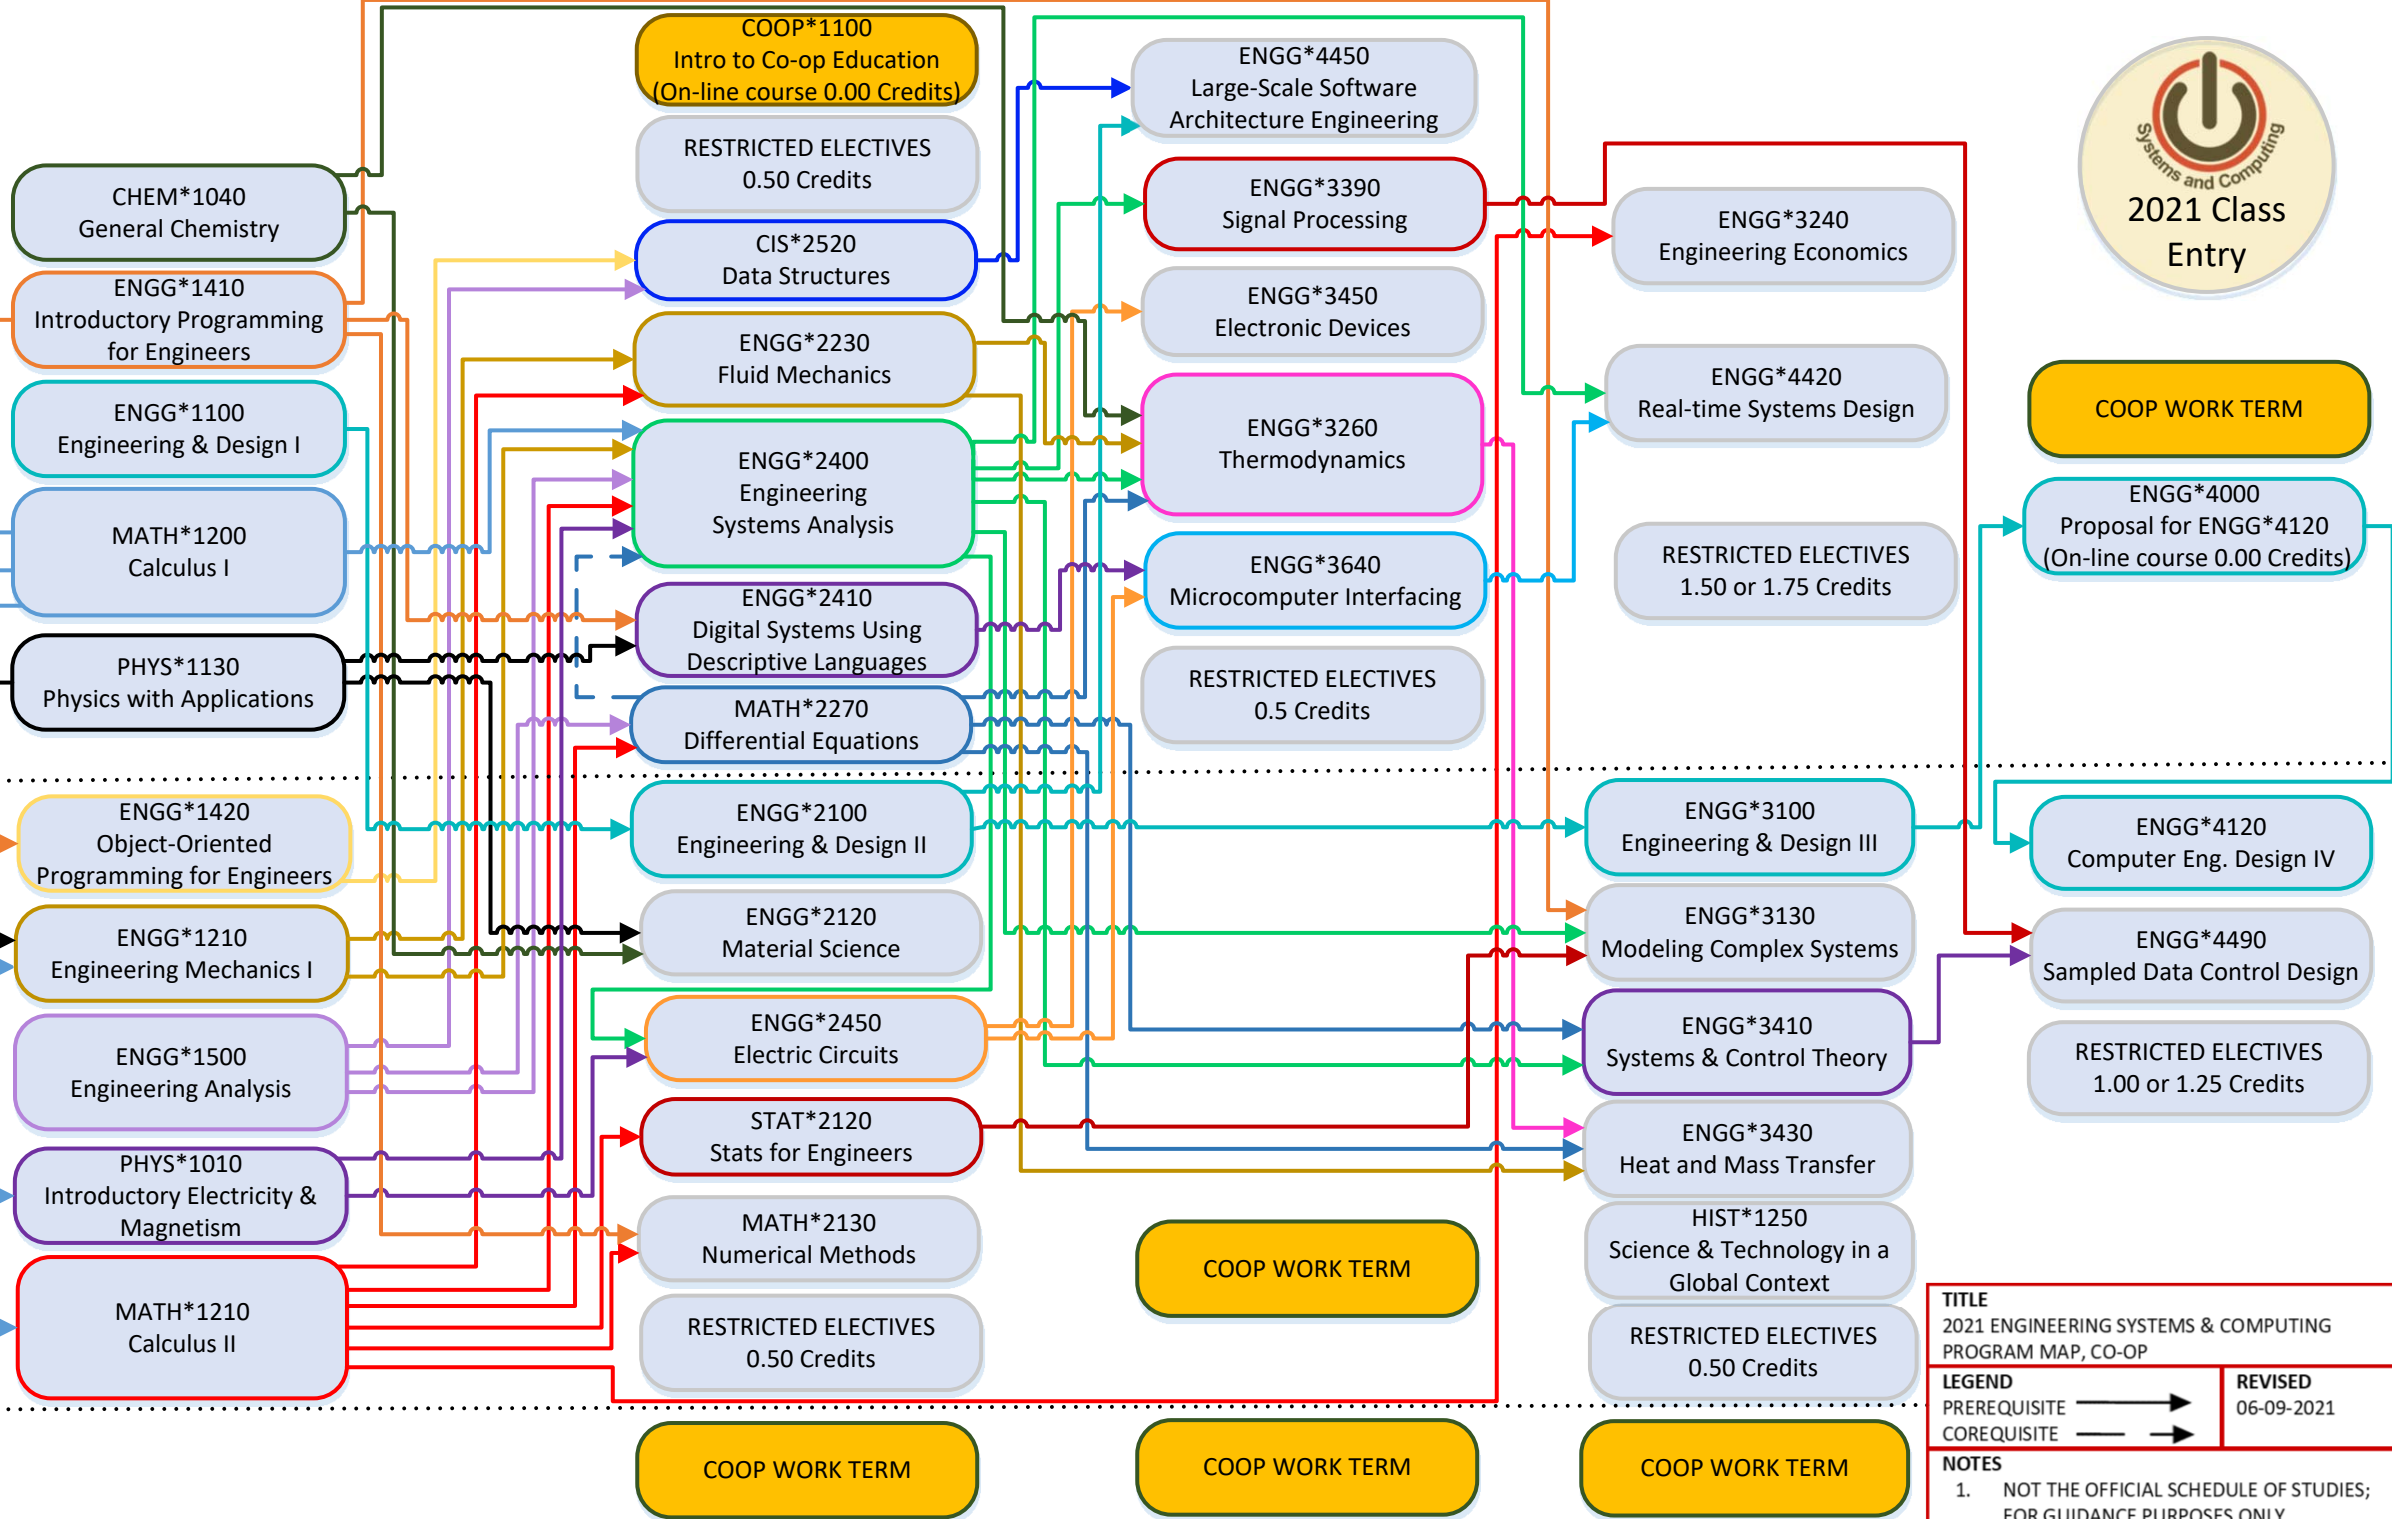 COOP*1100
Intro to Co-op Education
(On-line course 0.00 Credits)
RESTRICTED ELECTIVES
0.50 Credits
CIS*2520
Data Structures
ENGG*2230
Fluid Mechanics
ENGG*2400
Engineering
Systems Analysis
ENGG*2410
Digital Systems Using
Descriptive Languages
MATH*2270
Differential Equations
CHEM*1040
General Chemistry
ENGG*1410
Introductory Programming
for Engineers
ENGG*1100
Engineering & Design I
MATH*1200
Calculus I
PHYS*1130
Physics with Applications
ENGG*4450
Large-Scale Software
Architecture Engineering
ENGG*3390
Signal Processing
ENGG*3450
Electronic Devices
ENGG*3260
Thermodynamics
ENGG*3640
Microcomputer Interfacing
RESTRICTED ELECTIVES
0.5 Credits
ENGG*3240
Engineering Economics
ENGG*4420
Real-time Systems Design
RESTRICTED ELECTIVES
1.50 or 1.75 Credits
Systems and Computing
2021 Class
Entry
COOP WORK TERM
ENGG*4000
Proposal for ENGG*4120
(On-line course 0.00 Credits)
ENGG*1420
Object-Oriented
Programming for Engineers
ENGG*1210
Engineering Mechanics I
ENGG*1500
Engineering Analysis
PHYS*1010
Introductory Electricity &
Magnetism
MATH*1210
Calculus II
ENGG*2100
Engineering & Design II
ENGG*2120
Material Science
ENGG*2450
Electric Circuits
STAT*2120
Stats for Engineers
MATH*2130
Numerical Methods
RESTRICTED ELECTIVES
0.50 Credits
COOP WORK TERM
ENGG*3100
Engineering & Design III
ENGG*3130
Modeling Complex Systems
ENGG*3410
Systems & Control Theory
ENGG*3430
Heat and Mass Transfer
HIST*1250
Science & Technology in a
Global Context
RESTRICTED ELECTIVES
0.50 Credits
ENGG*4120
Computer Eng. Design IV
ENGG*4490
Sampled Data Control Design
RESTRICTED ELECTIVES
1.00 or 1.25 Credits
COOP WORK TERM
COOP WORK TERM
COOP WORK TERM
TITLE
2021 ENGINEERING SYSTEMS & COMPUTING
PROGRAM MAP, CO-OP
LEGEND
PREREQUISITE
COREQUISITE
REVISED
06-09-2021
NOTES
1. NOT THE OFFICIAL SCHEDULE OF STUDIES;
FOR GUIDANCE PURPOSES ONLY